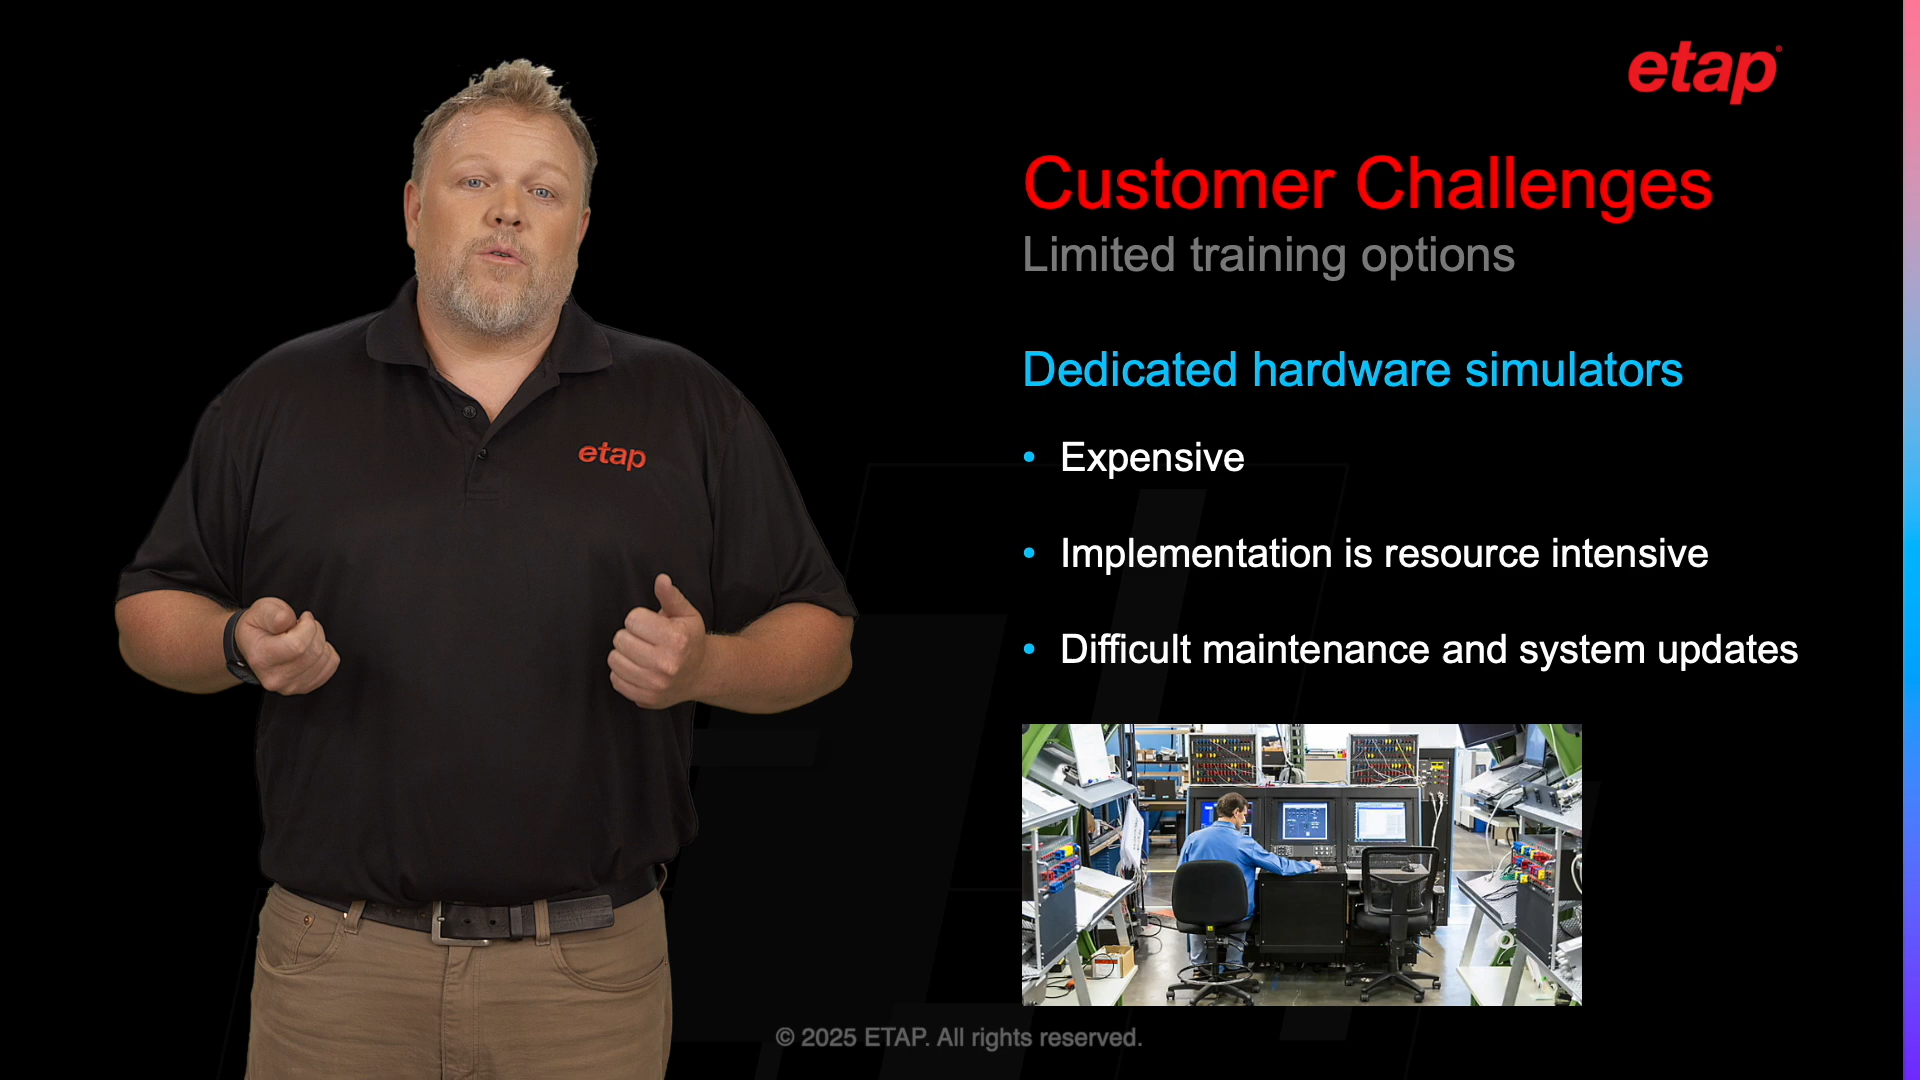 etap
Customer Challenges
Limited training options
Dedicated hardware simulators
etap
• Expensive
• Implementation is resource intensive
• Difficult maintenance and system updates
© 2025 ETAP. All rights reserved.